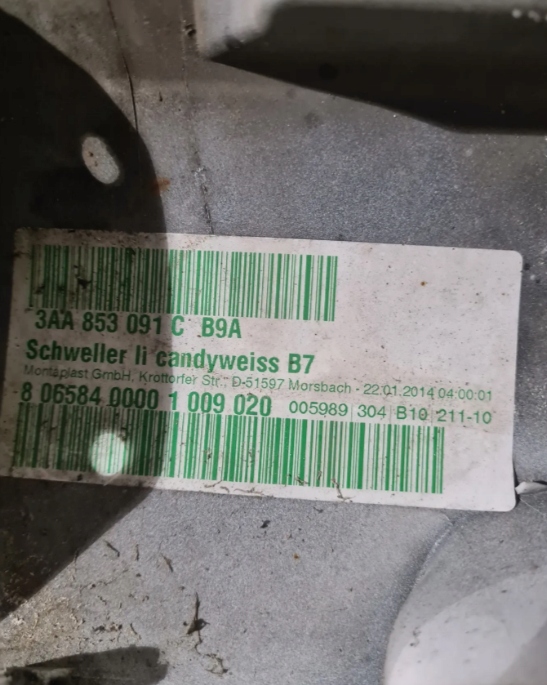 3AA 853 091 C B9A
Schweller li candyweiss B7
Montaplast GmbH, Krottorfer Str., D-51597 Morsbach - 22.01.2014 04:00:01
8 06584 0000 1 009 020 005989 304 B10 211-10